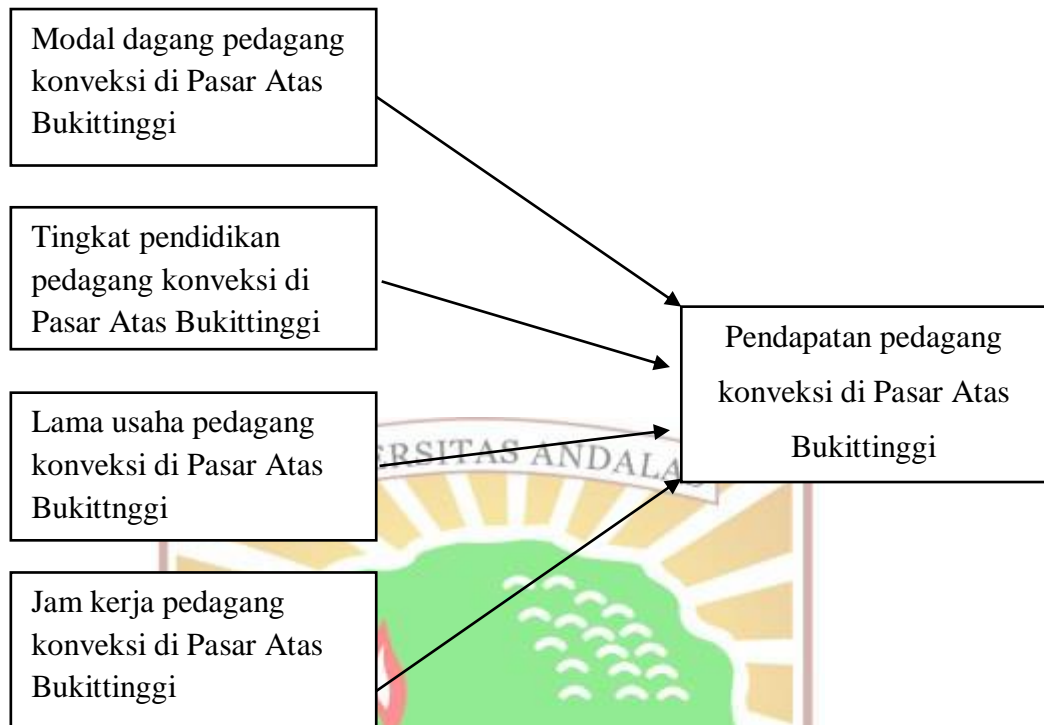 Modal dagang pedagang
konveksi di Pasar Atas
Bukittinggi
Tingkat pendidikan
pedagang konveksi di
Pasar Atas Bukittinggi
Lama usaha pedagang
konveksi di Pasar Atas
Bukittnggi
Jam kerja pedagang
konveksi di Pasar Atas
Bukittinggi
Pendapatan pedagang
konveksi di Pasar Atas
Bukittinggi
ERSITAS ANDALA